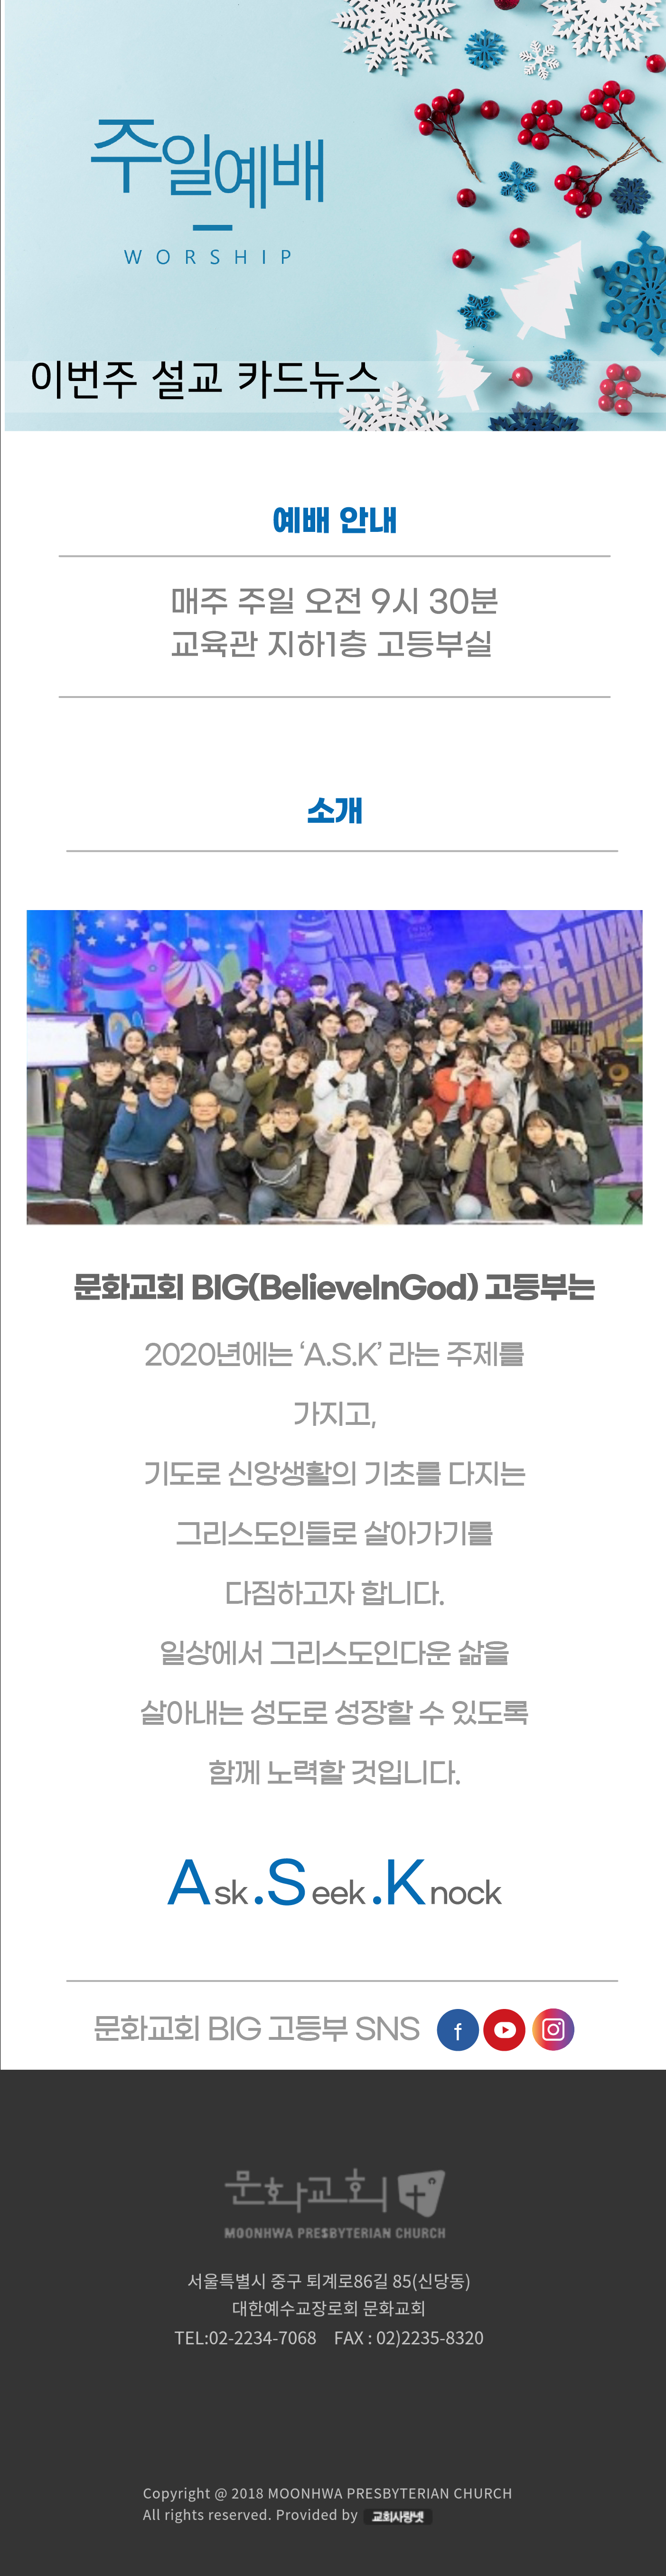 주일예배
WORSHIP
이번주 설교 카드뉴스
예배 안내
매주 주일 오전 9시 30분
교육관 지하1층 고등부실
소개
REVIVAL
문화교회 BIG(BelieveInGod) 고등부는
2020년에는 ‘A.S.K’ 라는 주제를
가지고,
기도로 신앙생활의 기초를 다지는
그리스도인들로 살아가기를
다짐하고자 합니다.
일상에서 그리스도인다운 삶을
살아내는 성도로 성장할 수 있도록
함께 노력할 것입니다.
Ask.Seek.Knock
문화교회 BIG 고등부 SNS
문화교회
MOONHWA PRESBYTERIAN CHURCH
서울특별시 중구 퇴계로86길 85(신당동)
대한예수교장로회 문화교회
TEL:02-2234-7068 FAX : 02)2235-8320
Copyright @ 2018 MOONHWA PRESBYTERIAN CHURCH
All rights reserved. Provided by 교회사랑넷